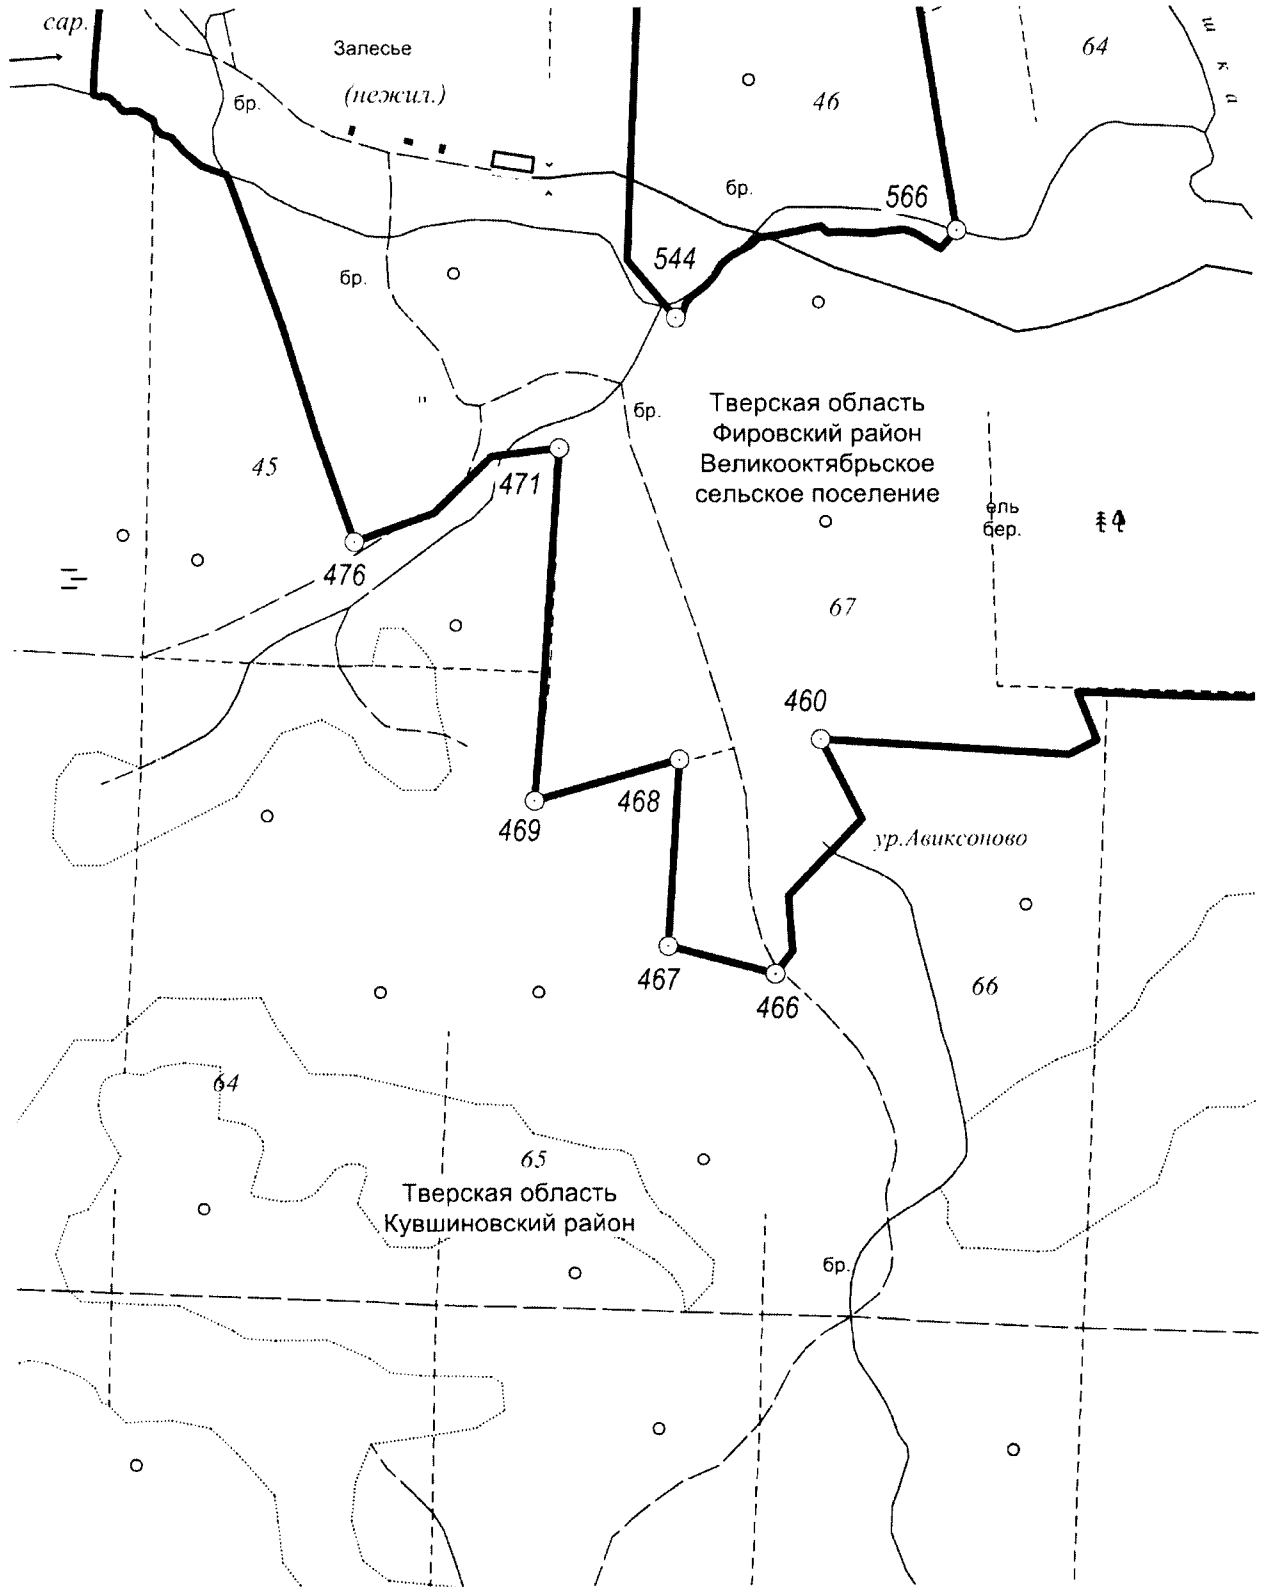 сар.
Залесье
(нежил.)
бр.
64
ш к а
46
бр.
566
544
бр.
бр.
Тверская область
Фировский район
Великооктябрьское
сельское поселение
45
471
476
ель
бер.
67
460
468
469
ур.Авиксоново
467
466
66
64
65
Тверская область
Кувшиновский район
бр.